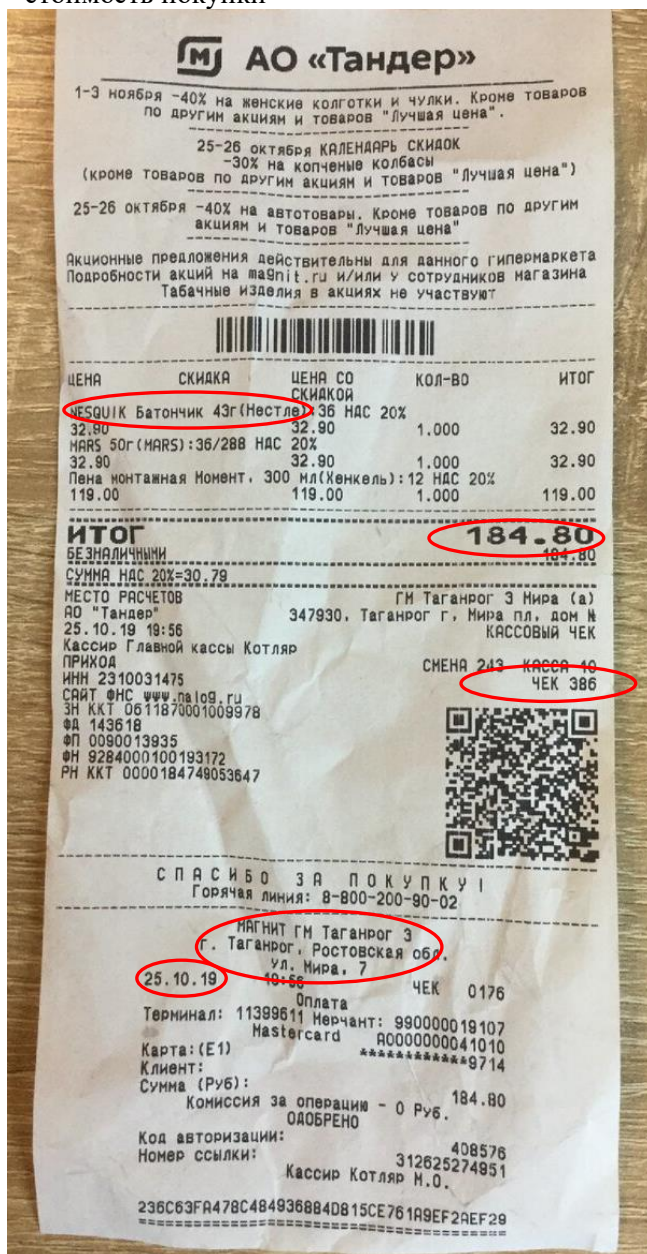 стоимость покупки
М АО «Тандер»
1-3 ноября -40% на женские колготки и чулки. Кроме товаров
по другим акциям и товаров "Лучшая цена".
25-26 октября КАЛЕНДАРЬ СКИДОК
-30% на копченые колбасы
(кроме товаров по другим акциям и товаров "Лучшая цена")
25-26 октября -40% на автотовары. Кроме товаров по другим
акциям и товаров "Лучшая цена"
Акционные предложения действительны для данного гипермаркета
Подробности акций на magnit.ru и/или у сотрудников магазина
Табачные изделия в акциях не участвуют
ЦЕНА СКИДКА ЦЕНА СО СКИДКОЙ КОЛ-ВО ИТОГ
NESQUIK Батончик 43г(Нестле):36 НДС 20%
32.90 32.90 1.000 32.90
MARS 50г(MARS):36/288 НДС 20%
32.90 32.90 1.000 32.90
Пена монтажная Момент, 300 мл(Хенкель):12 НДС 20%
119.00 119.00 1.000 119.00
ИТОГ 184.80
БЕЗНАЛИЧНЫМИ 184.80
СУММА НДС 20%=30.79
МЕСТО РАСЧЕТОВ ГМ Таганрог 3 Мира (а)
АО "Тандер" 347930, Таганрог г, Мира пл, дом №
25.10.19 19:56 КАССОВЫЙ ЧЕК
Кассир Главной кассы Котляр
ПРИХОД СМЕНА 243 КАССА 10
ИНН 2310031475 ЧЕК 386
САЙТ ФНС www.nalog.ru
ЗН ККТ 0611870001009978
ФД 143618
ФП 0090013935
ФН 9284000100193172
РН ККТ 0000184749053647
СПАСИБО ЗА ПОКУПКУ!
Горячая линия: 8-800-200-90-02
МАГНИТ ГМ Таганрог 3
г. Таганрог, Ростовская обл,
ул. Мира, 7
25.10.19 19:56 ЧЕК 0176
Оплата
Терминал: 11399611 Мерчант: 990000019107
Mastercard A0000000041010
Карта:(E1) ************9714
Клиент:
Сумма (Руб): 184.80
Комиссия за операцию - 0 Руб.
ОДОБРЕНО
Код авторизации: 408576
Номер ссылки: 312625274951
Кассир Котляр М.О.
236C63FA478C484936884D815CE761A9EF2AEF29